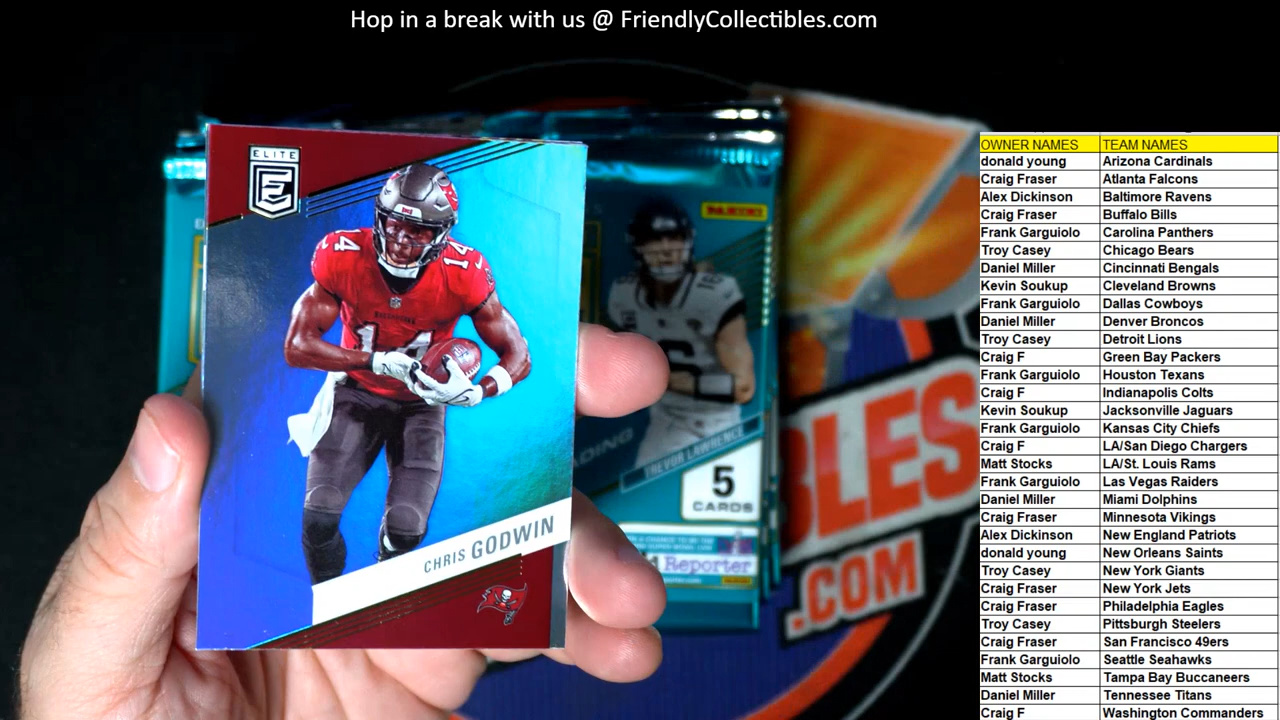 Hop in a break with us @ FriendlyCollectibles.com
ELITE
E
14
14
14
CHRIS GODWIN
PANINI
16
TREVOR LAWRENCE
5
CARDS
Reporter
BLES
.COM
OWNER NAMES TEAM NAMES
donald young Arizona Cardinals
Craig Fraser Atlanta Falcons
Alex Dickinson Baltimore Ravens
Craig Fraser Buffalo Bills
Frank Garguiolo Carolina Panthers
Troy Casey Chicago Bears
Daniel Miller Cincinnati Bengals
Kevin Soukup Cleveland Browns
Frank Garguiolo Dallas Cowboys
Daniel Miller Denver Broncos
Troy Casey Detroit Lions
Craig F Green Bay Packers
Frank Garguiolo Houston Texans
Craig F Indianapolis Colts
Kevin Soukup Jacksonville Jaguars
Frank Garguiolo Kansas City Chiefs
Craig F LA/San Diego Chargers
Matt Stocks LA/St. Louis Rams
Frank Garguiolo Las Vegas Raiders
Daniel Miller Miami Dolphins
Craig Fraser Minnesota Vikings
Alex Dickinson New England Patriots
donald young New Orleans Saints
Troy Casey New York Giants
Craig Fraser New York Jets
Craig Fraser Philadelphia Eagles
Troy Casey Pittsburgh Steelers
Craig Fraser San Francisco 49ers
Frank Garguiolo Seattle Seahawks
Matt Stocks Tampa Bay Buccaneers
Daniel Miller Tennessee Titans
Craig F Washington Commanders